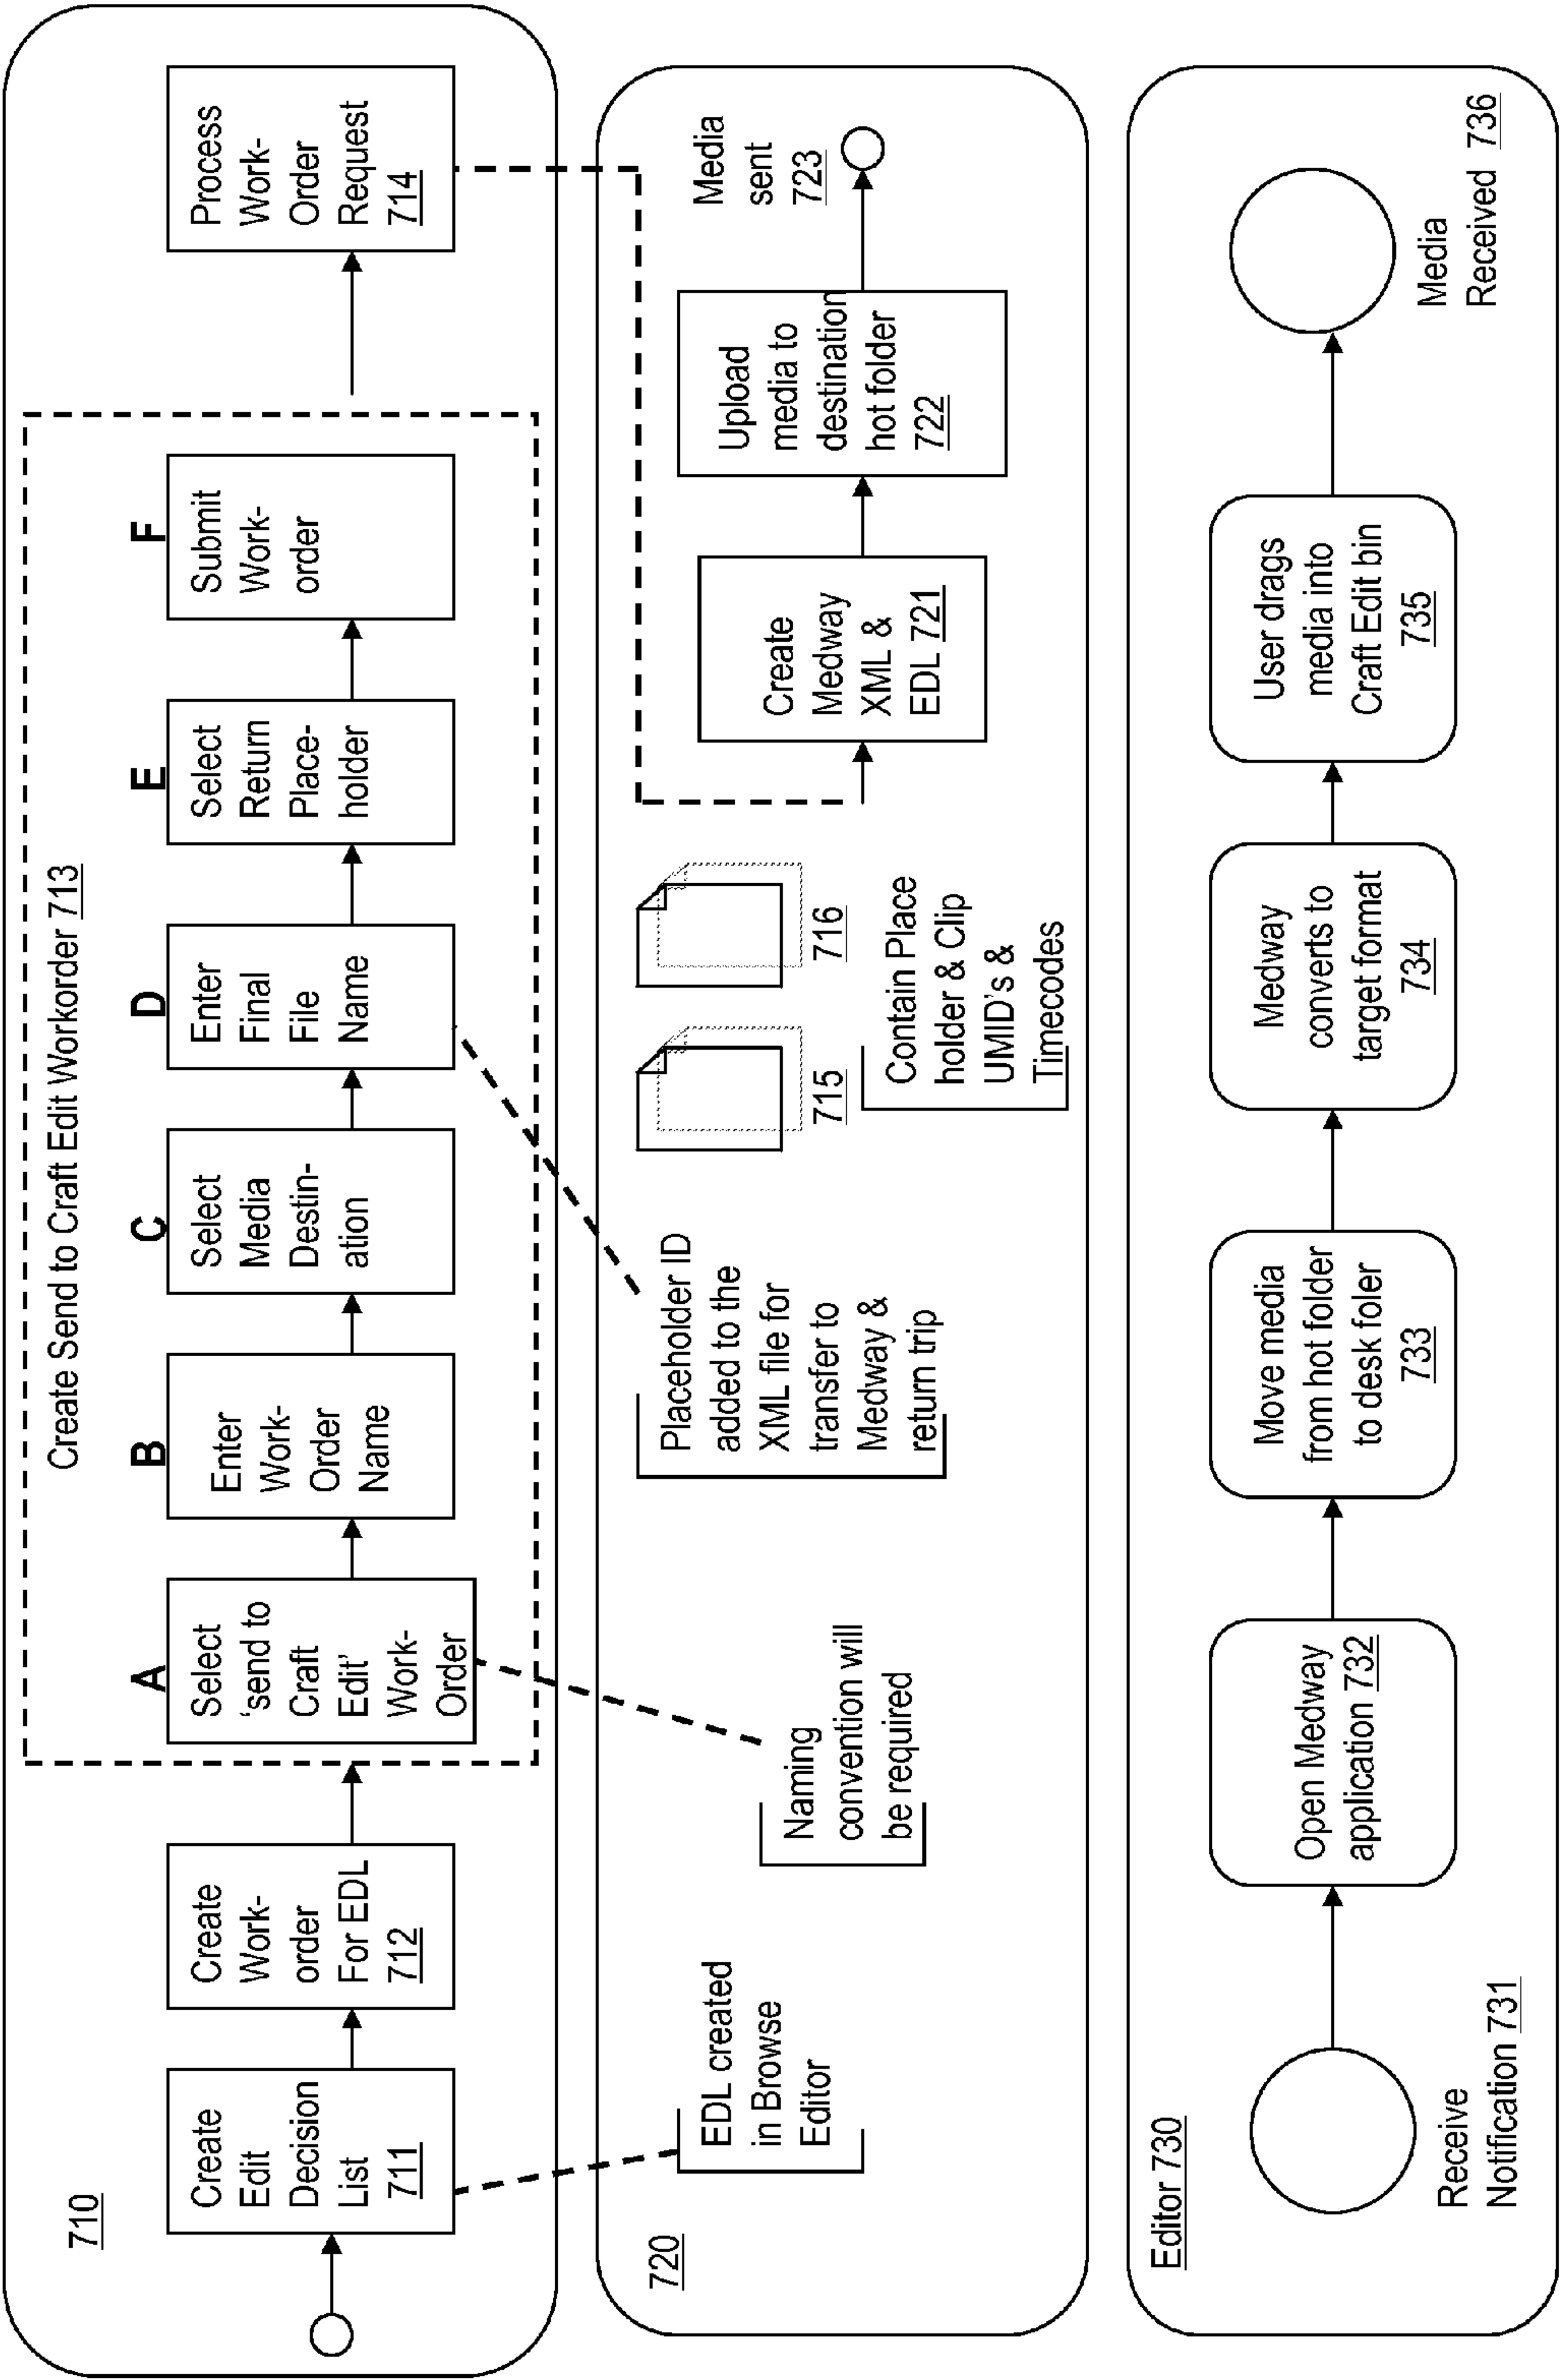 710
Create
Edit
Decision
List
711
Create
Work-
order
For EDL
712
Create Send to Craft Edit Workorder 713
A
Select
‘send to
Craft
Edit’
Work-
Order
B
Enter
Work-
Order
Name
C
Select
Media
Destin-
ation
D
Enter
Final
File
Name
E
Select
Return
Place-
holder
F
Submit
Work-
order
Process
Work-
Order
Request
714
720
EDL created
in Browse
Editor
Naming
convention will
be required
Placeholder ID
added to the
XML file for
transfer to
Medway &
return trip
715
716
Contain Place
holder & Clip
UMID's &
Timecodes
Create
Medway
XML &
EDL 721
Upload
media to
destination
hot folder
722
Media
sent
723
Editor 730
Receive
Notification 731
Open Medway
application 732
Move media
from hot folder
to desk foler
733
Medway
converts to
target format
734
User drags
media into
Craft Edit bin
735
Media
Received 736